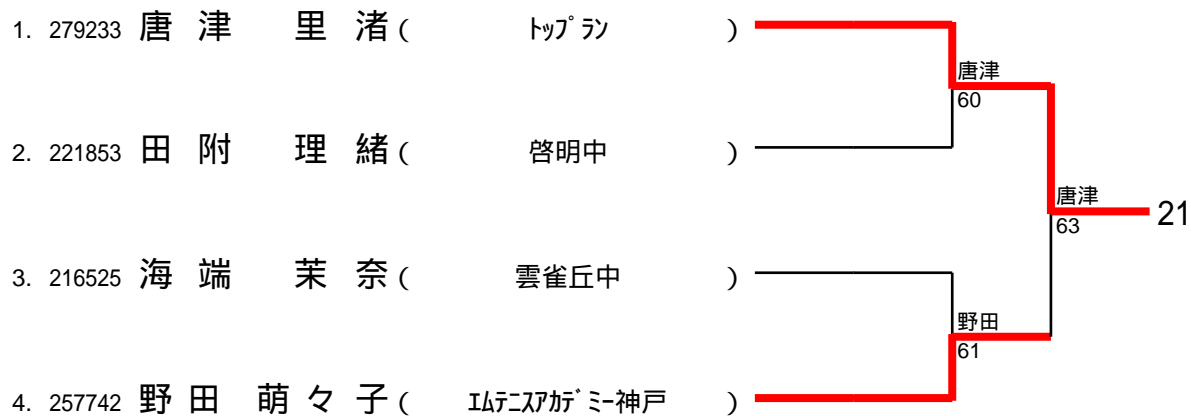 1. 279233 唐 津 里 渚 ( トップラン )
唐津
60
2. 221853 田 附 理 緒 ( 啓明中 )
唐津
63
21
3. 216525 海 端 茉 奈 ( 雲雀丘中 )
野田
61
4. 257742 野 田 萌 々 子 ( エムテニスアカデミー神戸 )